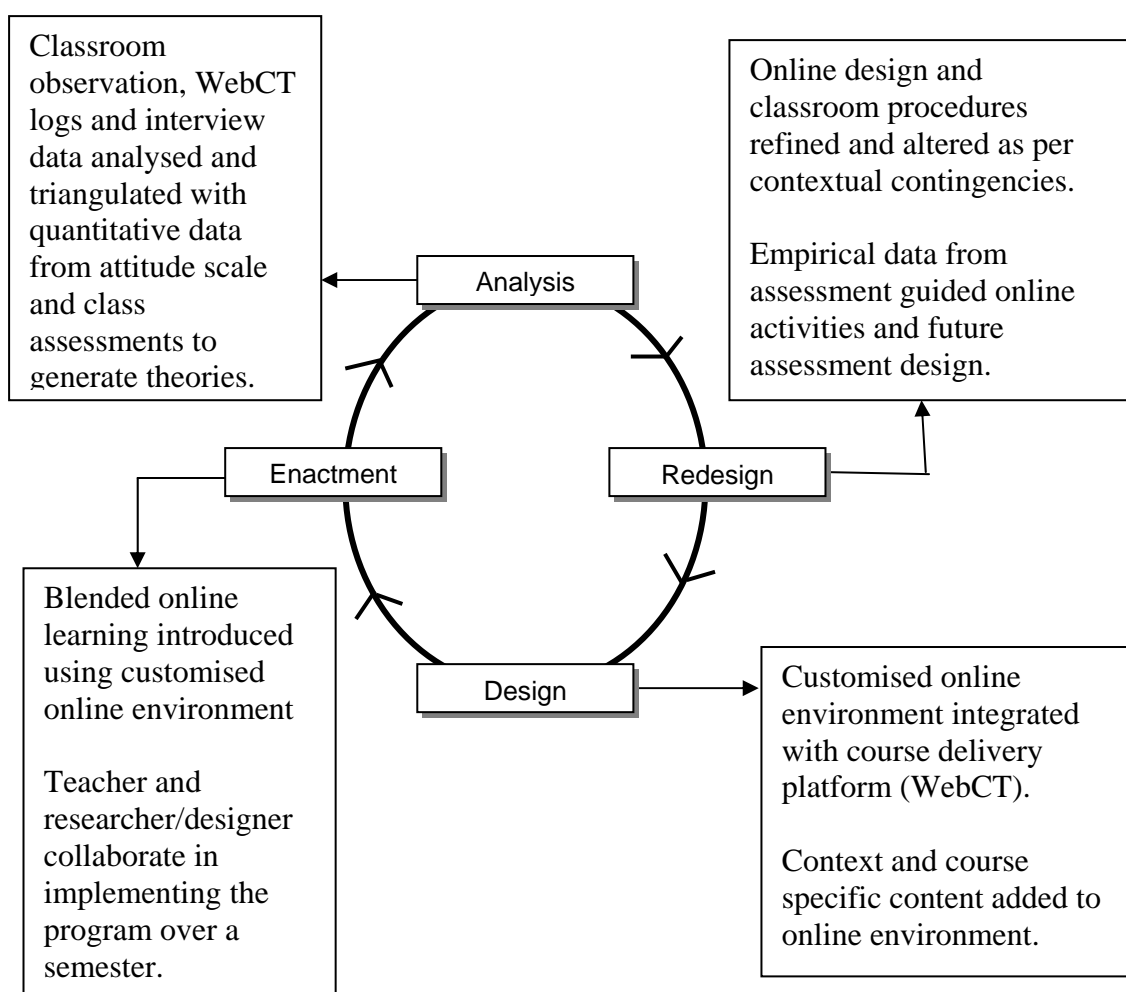 Classroom
observation, WebCT
logs and interview
data analysed and
triangulated with
quantitative data
from attitude scale
and class
assessments to
generate theories.
Online design and
classroom procedures
refined and altered as per
contextual contingencies.
Empirical data from
assessment guided online
activities and future
assessment design.
Analysis
Enactment
Redesign
Design
Blended online
learning introduced
using customised
online environment
Teacher and
researcher/designer
collaborate in
implementing the
program over a
semester.
Customised online
environment integrated
with course delivery
platform (WebCT).
Context and course
specific content added to
online environment.